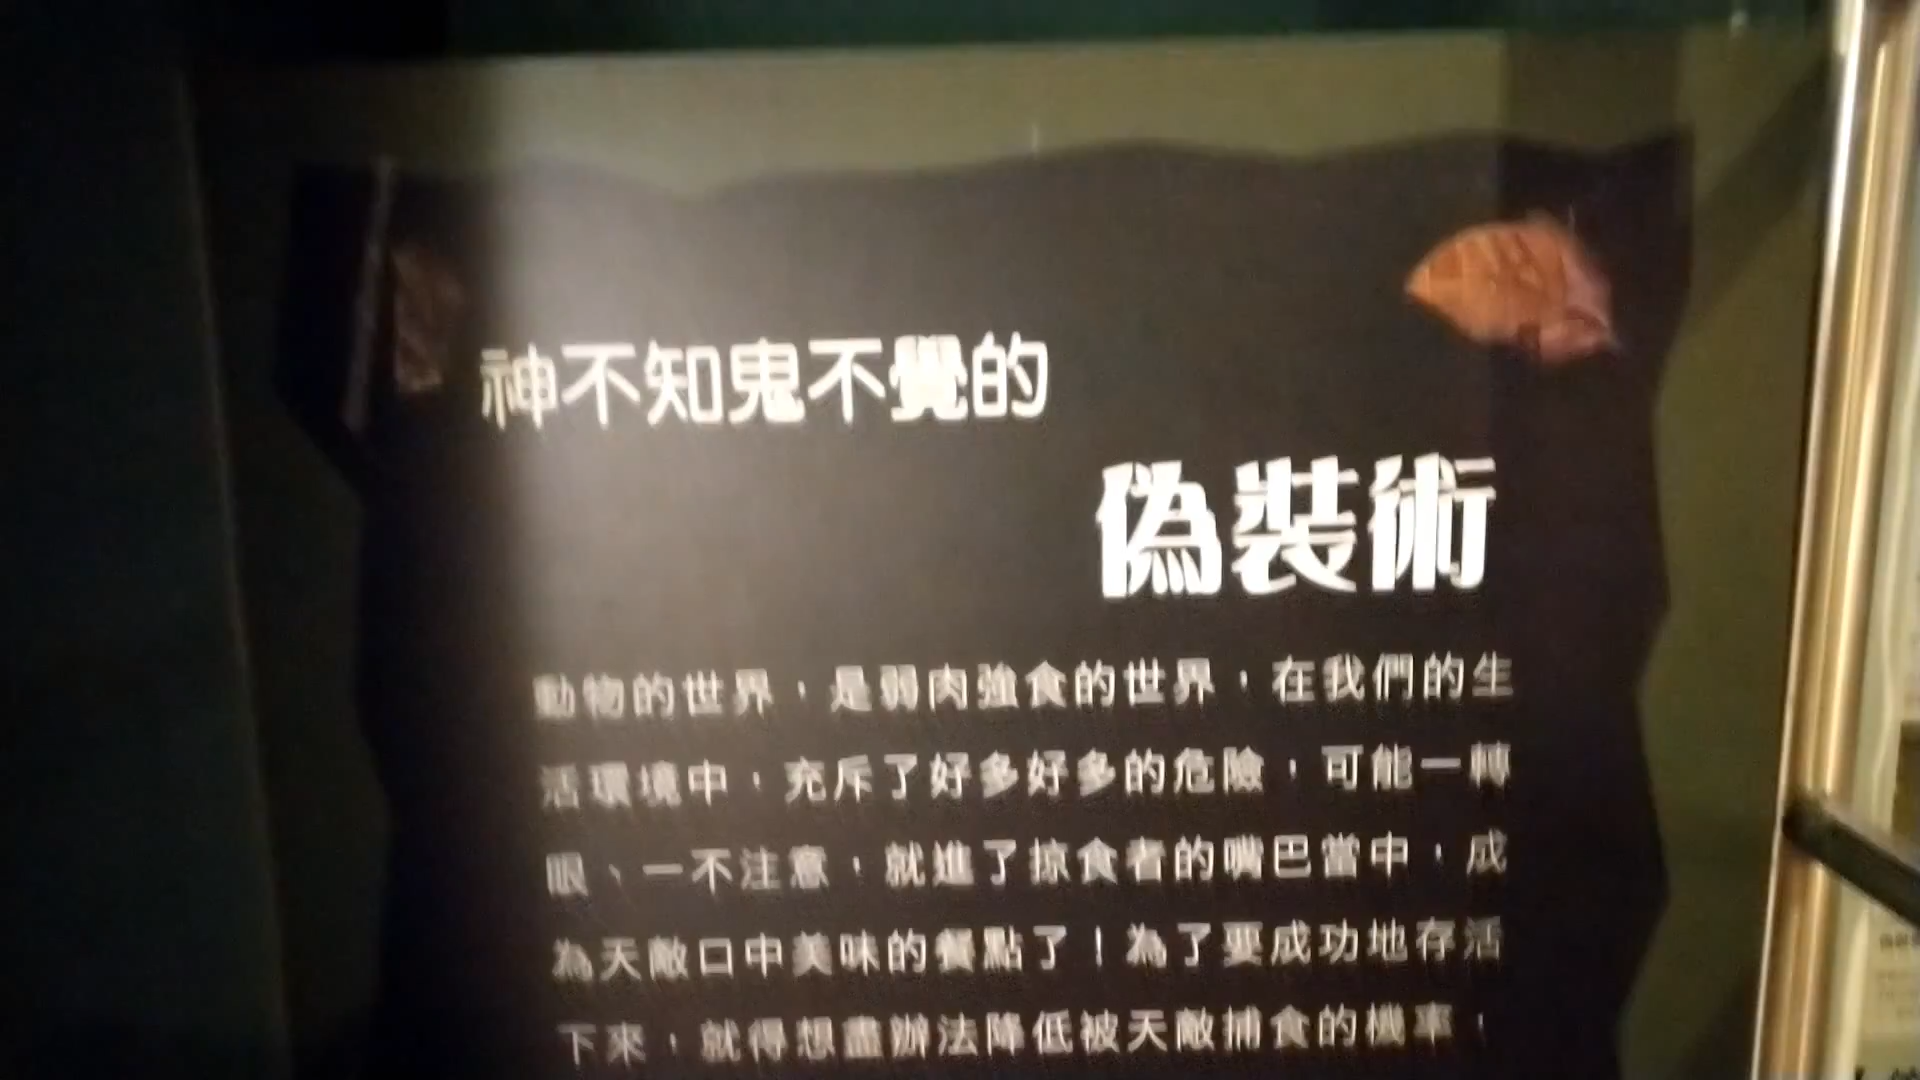 神不知鬼不覺的
偽裝術
動物的世界，是弱肉強食的世界，在我們的生
活環境中，充斥了好多好多的危險，可能一轉
眼、一不注意，就進了掠食者的嘴巴當中，成
為天敵口中美味的餐點了！為了要成功地存活
下來，就得想盡辦法降低被天敵捕食的機率，